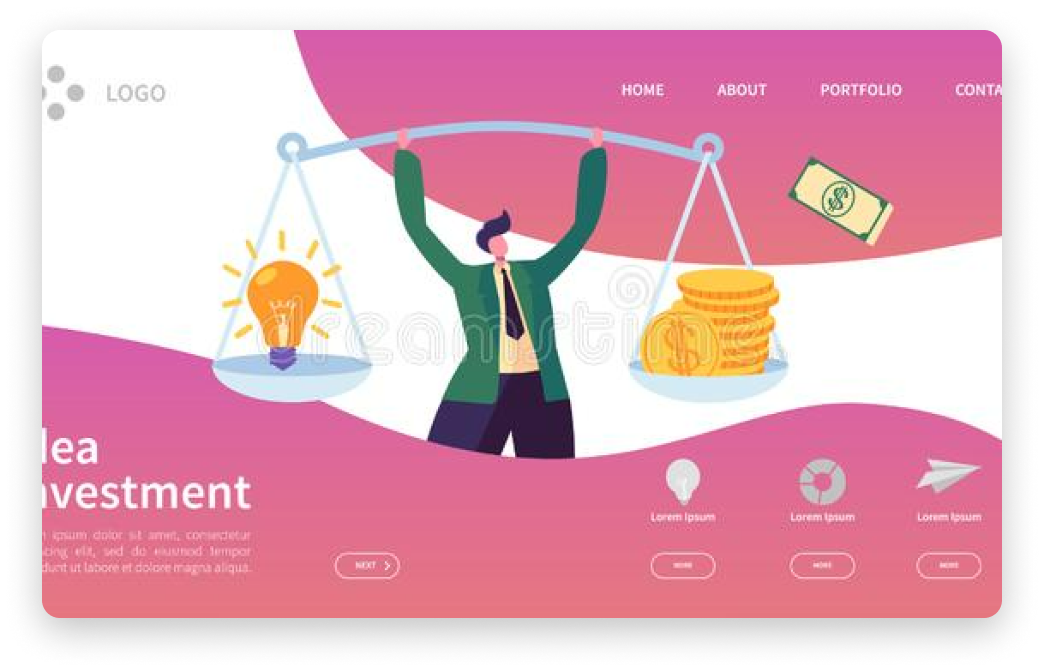 LOGO
HOME ABOUT PORTFOLIO CONTA
dreamstime
dea
nvestment
ipsum dolor sit amet, consectetur
cing elit, sed do eiusmod tempor
dunt ut labore et dolore magna aliqua.
NEXT
Lorem Ipsum Lorem Ipsum Lorem Ipsum
MORE MORE MORE